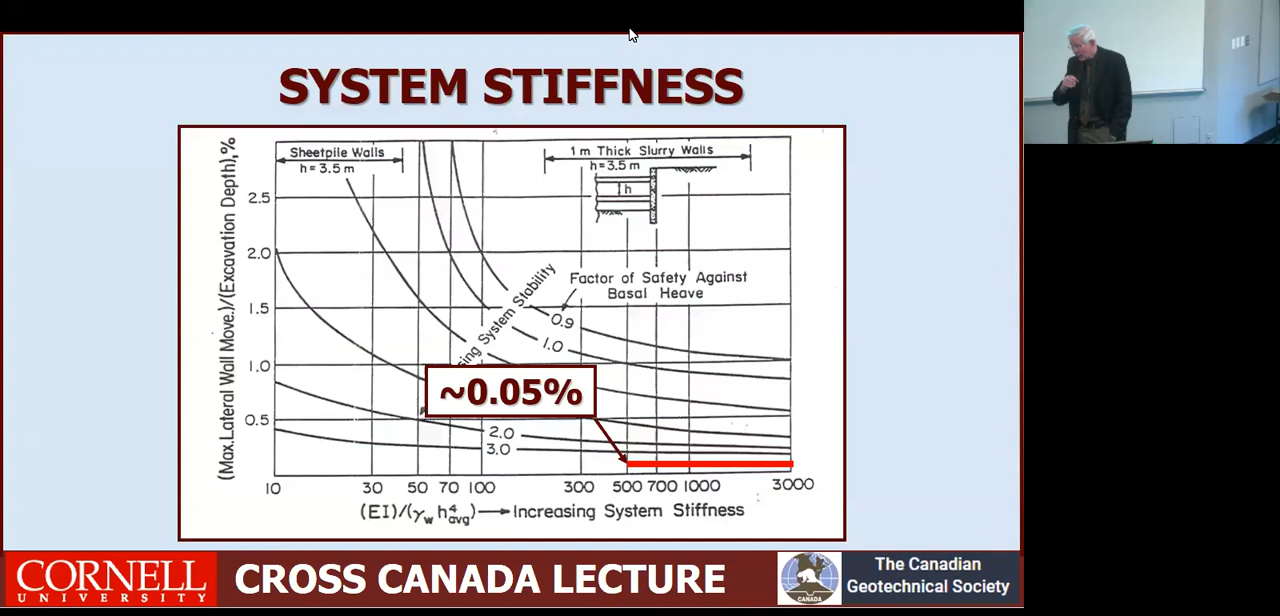 SYSTEM STIFFNESS
Sheetpile Walls
h = 3.5 m
1 m Thick Slurry Walls
h = 3.5 m
h
(Max. Lateral Wall Move.)/(Excavation Depth), %
2.5
2.0
1.5
1.0
0.5
Factor of Safety Against
Basal Heave
System Stability
0.9
1.0
~0.05%
2.0
3.0
10 30 50 70 100 300 500 700 1000 3000
(EI)/(γw h⁴avg) → Increasing System Stiffness
CORNELL
UNIVERSITY
CROSS CANADA LECTURE
CANADA
The Canadian
Geotechnical Society